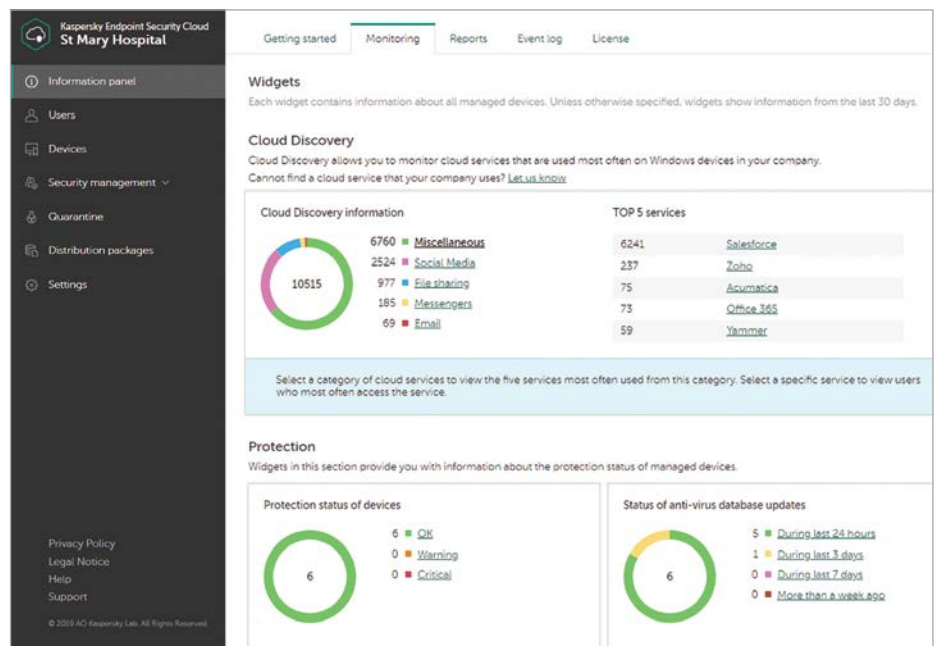 Kaspersky Endpoint Security Cloud
St Mary Hospital
Information panel
Users
Devices
Security management
Quarantine
Distribution packages
Settings
Privacy Policy
Legal Notice
Help
Support
© 2019 AO Kaspersky Lab. All Rights Reserved.
Getting started Monitoring Reports Event log License
Widgets
Each widget contains information about all managed devices. Unless otherwise specified, widgets show information from the last 30 days.
Cloud Discovery
Cloud Discovery allows you to monitor cloud services that are used most often on Windows devices in your company.
Cannot find a cloud service that your company uses? Let us know
Cloud Discovery information
10515
6760 Miscellaneous
2524 Social Media
977 File sharing
185 Messengers
69 Email
TOP 5 services
6241 Salesforce
237 Zoho
75 Acumatica
73 Office 365
59 Yammer
Select a category of cloud services to view the five services most often used from this category. Select a specific service to view users
who most often access the service.
Protection
Widgets in this section provide you with information about the protection status of managed devices.
Protection status of devices
6
6 OK
0 Warning
0 Critical
Status of anti-virus database updates
6
5 During last 24 hours
1 During last 3 days
0 During last 7 days
0 More than a week ago